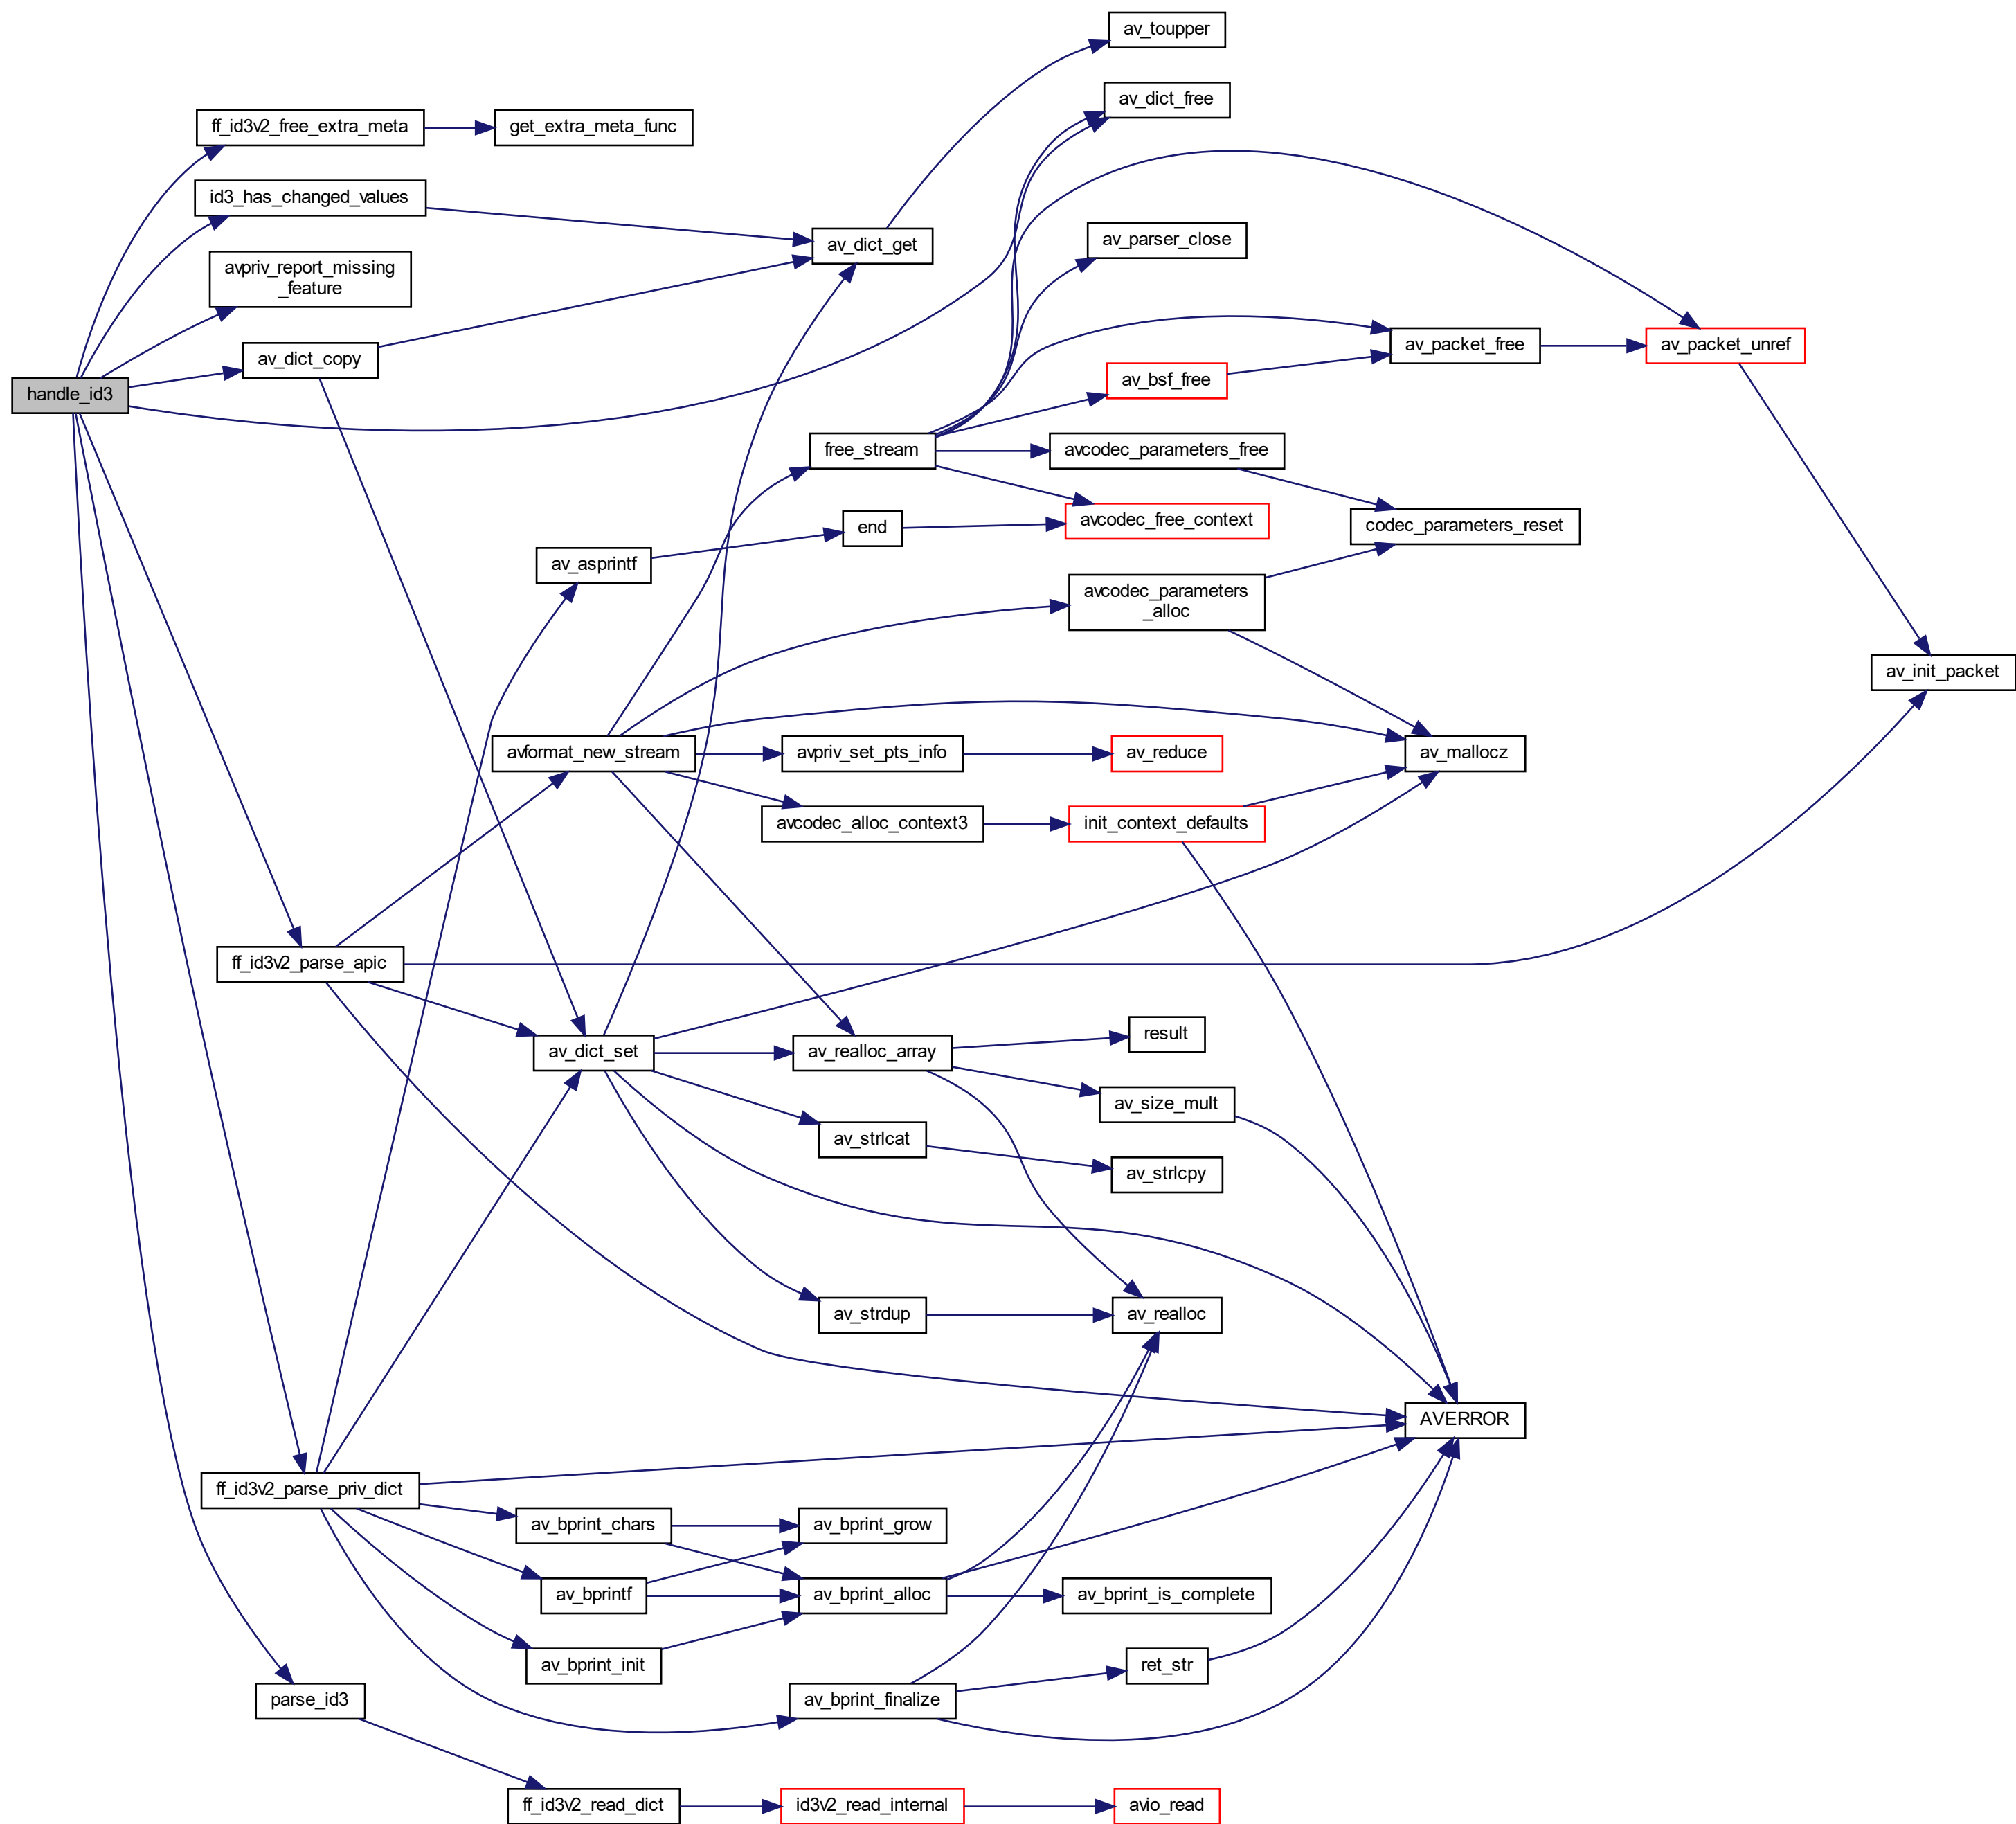 av_toupper
av_dict_free
ff_id3v2_free_extra_meta
get_extra_meta_func
id3_has_changed_values
av_dict_get
av_parser_close
avpriv_report_missing
_feature
av_dict_copy
av_packet_free
av_packet_unref
handle_id3
av_bsf_free
free_stream
avcodec_parameters_free
end
avcodec_free_context
codec_parameters_reset
av_asprintf
avcodec_parameters
_alloc
av_init_packet
avformat_new_stream
avpriv_set_pts_info
av_reduce
av_mallocz
avcodec_alloc_context3
init_context_defaults
ff_id3v2_parse_apic
result
av_dict_set
av_realloc_array
av_size_mult
av_strlcat
av_strlcpy
av_strdup
av_realloc
AVERROR
ff_id3v2_parse_priv_dict
av_bprint_chars
av_bprint_grow
av_bprintf
av_bprint_alloc
av_bprint_is_complete
av_bprint_init
ret_str
parse_id3
av_bprint_finalize
ff_id3v2_read_dict
id3v2_read_internal
avio_read